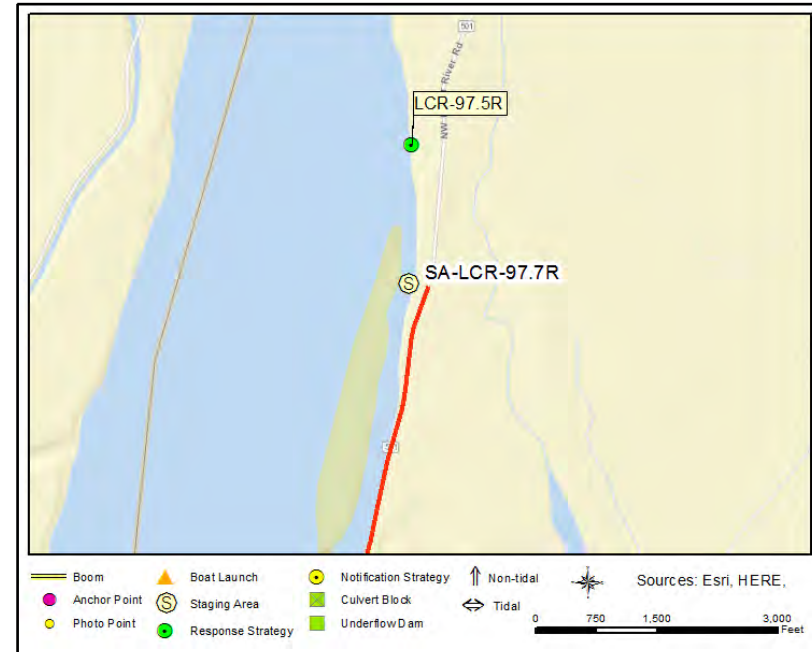 501
NW
River Rd
LCR-97.5R
SA-LCR-97.7R
S
Boom
Anchor Point
Photo Point
Boat Launch
S Staging Area
Response Strategy
Notification Strategy
Culvert Block
Underflow Dam
Non-tidal
Tidal
Sources: Esri, HERE,
0 750 1,500 3,000
Feet